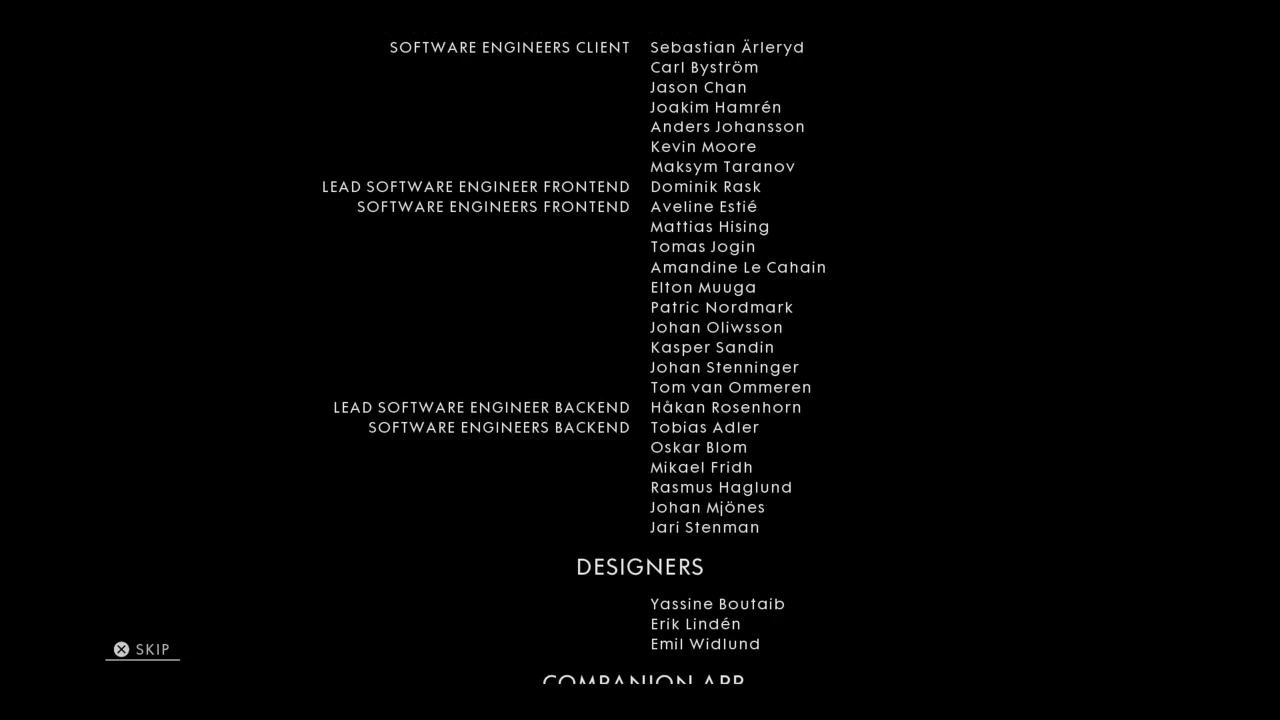 SOFTWARE ENGINEERS CLIENT Sebastian Ärleryd
Carl Byström
Jason Chan
Joakim Hamrén
Anders Johansson
Kevin Moore
Maksym Taranov
LEAD SOFTWARE ENGINEER FRONTEND Dominik Rask
SOFTWARE ENGINEERS FRONTEND Aveline Estié
Mattias Hising
Tomas Jogin
Amandine Le Cahain
Elton Muuga
Patric Nordmark
Johan Oliwsson
Kasper Sandin
Johan Stenninger
Tom van Ommeren
LEAD SOFTWARE ENGINEER BACKEND Håkan Rosenhorn
SOFTWARE ENGINEERS BACKEND Tobias Adler
Oskar Blom
Mikael Fridh
Rasmus Haglund
Johan Mjönes
Jari Stenman
DESIGNERS
Yassine Boutaib
Erik Lindén
Emil Widlund
SKIP
COMPANION APP